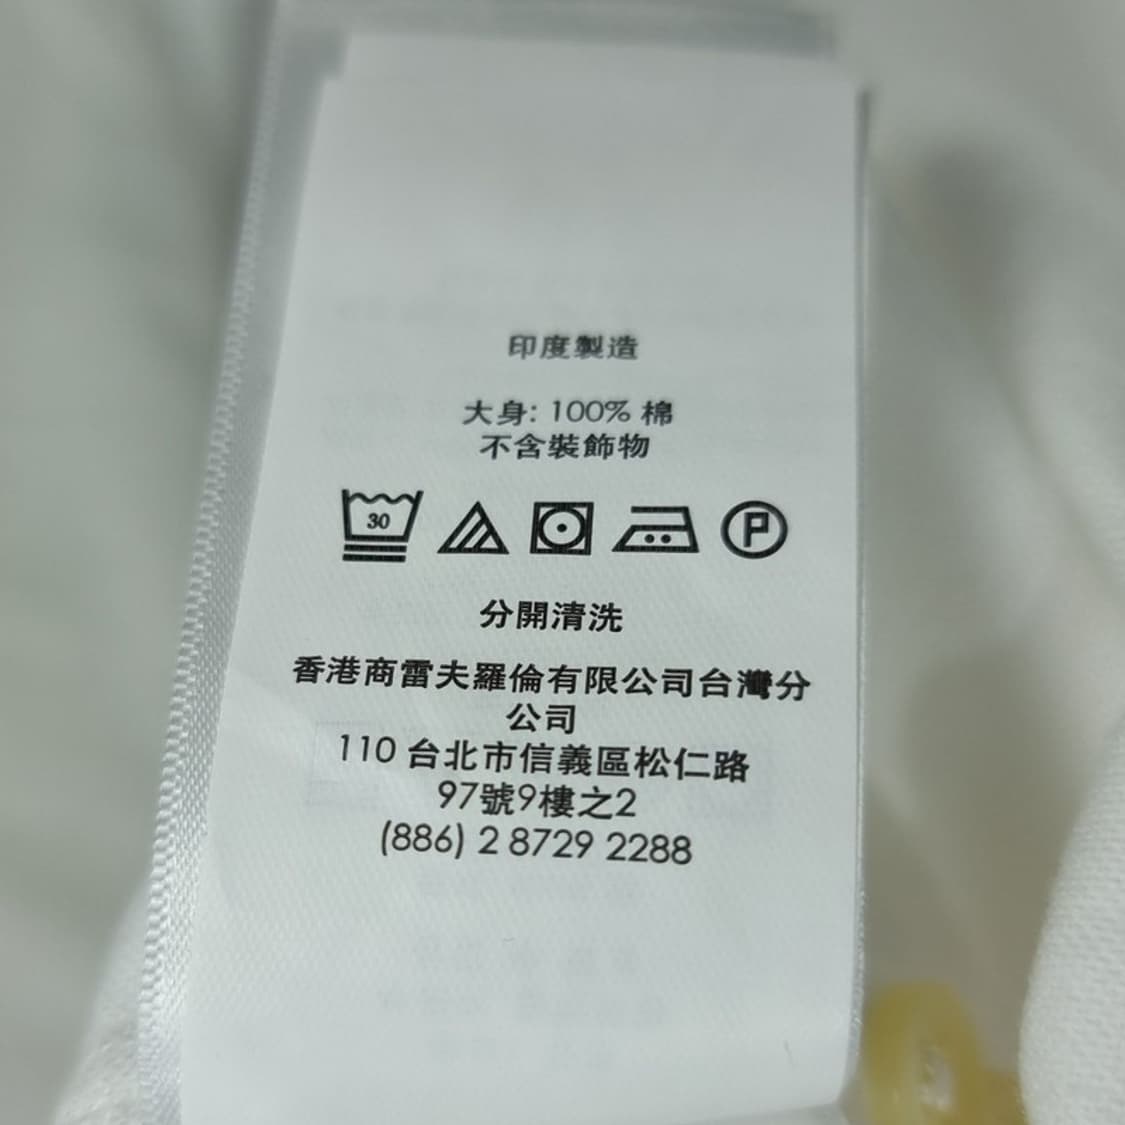 印度製造
大身: 100% 棉
不含裝飾物
30
P
分開清洗
香港商雷夫羅倫有限公司台灣分
公司
110 台北市信義區松仁路
97號9樓之2
(886) 2 8729 2288